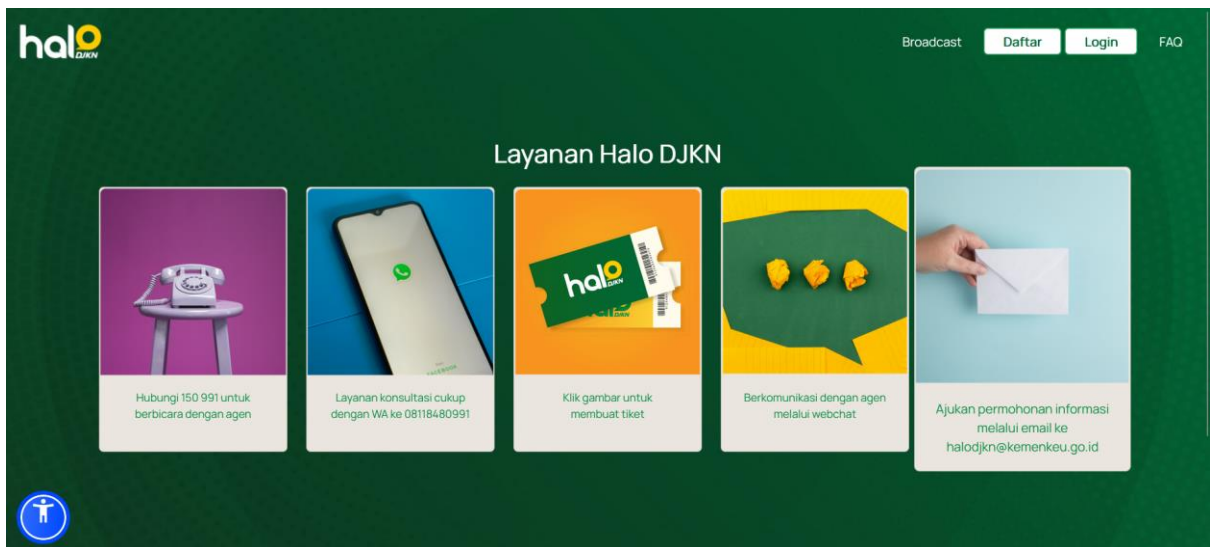 halo
DJKN
Broadcast
Daftar
Login
FAQ
Layanan Halo DJKN
FACEBOOK
halo
DJKN
DJKN
Hubungi 150 991 untuk
berbicara dengan agen
Layanan konsultasi cukup
dengan WA ke 08118480991
Klik gambar untuk
membuat tiket
Berkomunikasi dengan agen
melalui webchat
Ajukan permohonan informasi
melalui email ke
halodjkn@kemenkeu.go.id